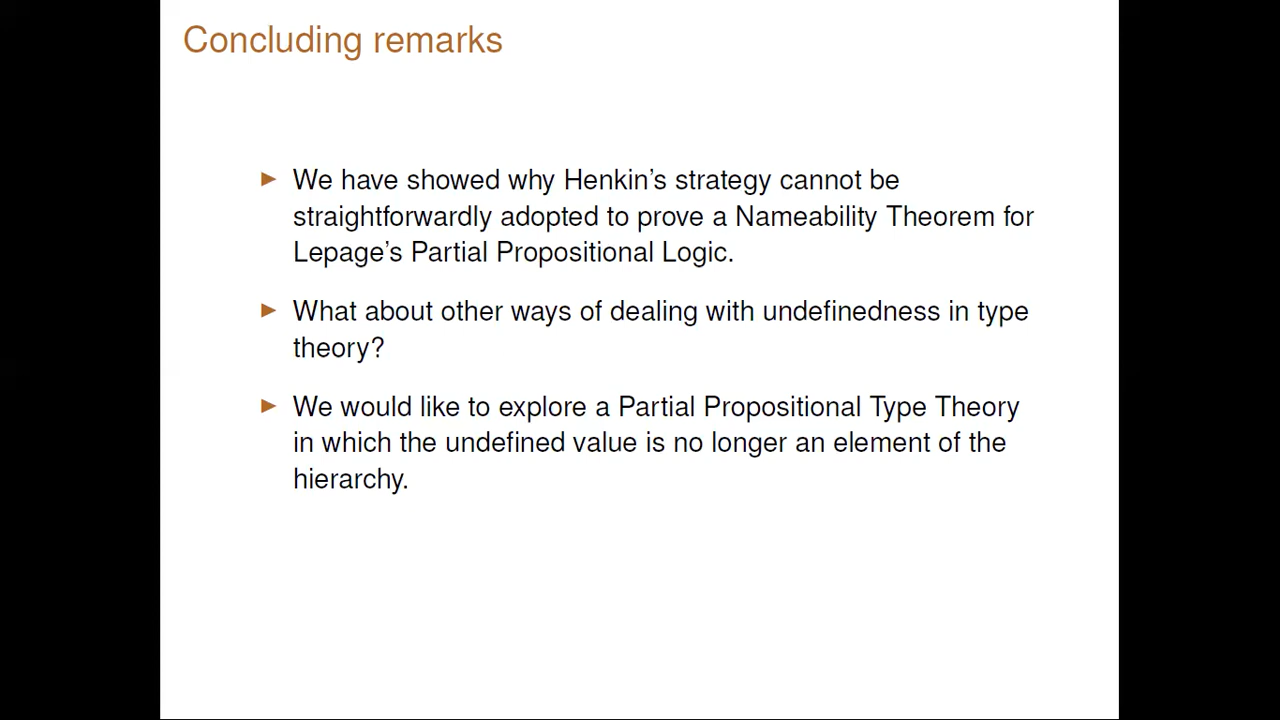 Concluding remarks
▶ We have showed why Henkin's strategy cannot be
straightforwardly adopted to prove a Nameability Theorem for
Lepage's Partial Propositional Logic.
▶ What about other ways of dealing with undefinedness in type
theory?
▶ We would like to explore a Partial Propositional Type Theory
in which the undefined value is no longer an element of the
hierarchy.